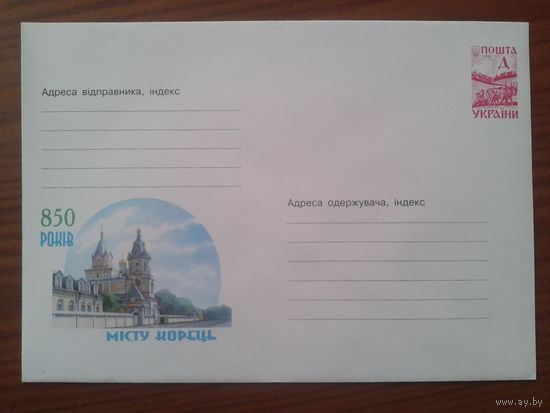 ПОШТА
Д
УКРАЇНИ
Адреса відправника, індекс
Адреса одержувача, індекс
850
РОКІВ
МІСТУ КОРЕЦЬ
www.ay.by